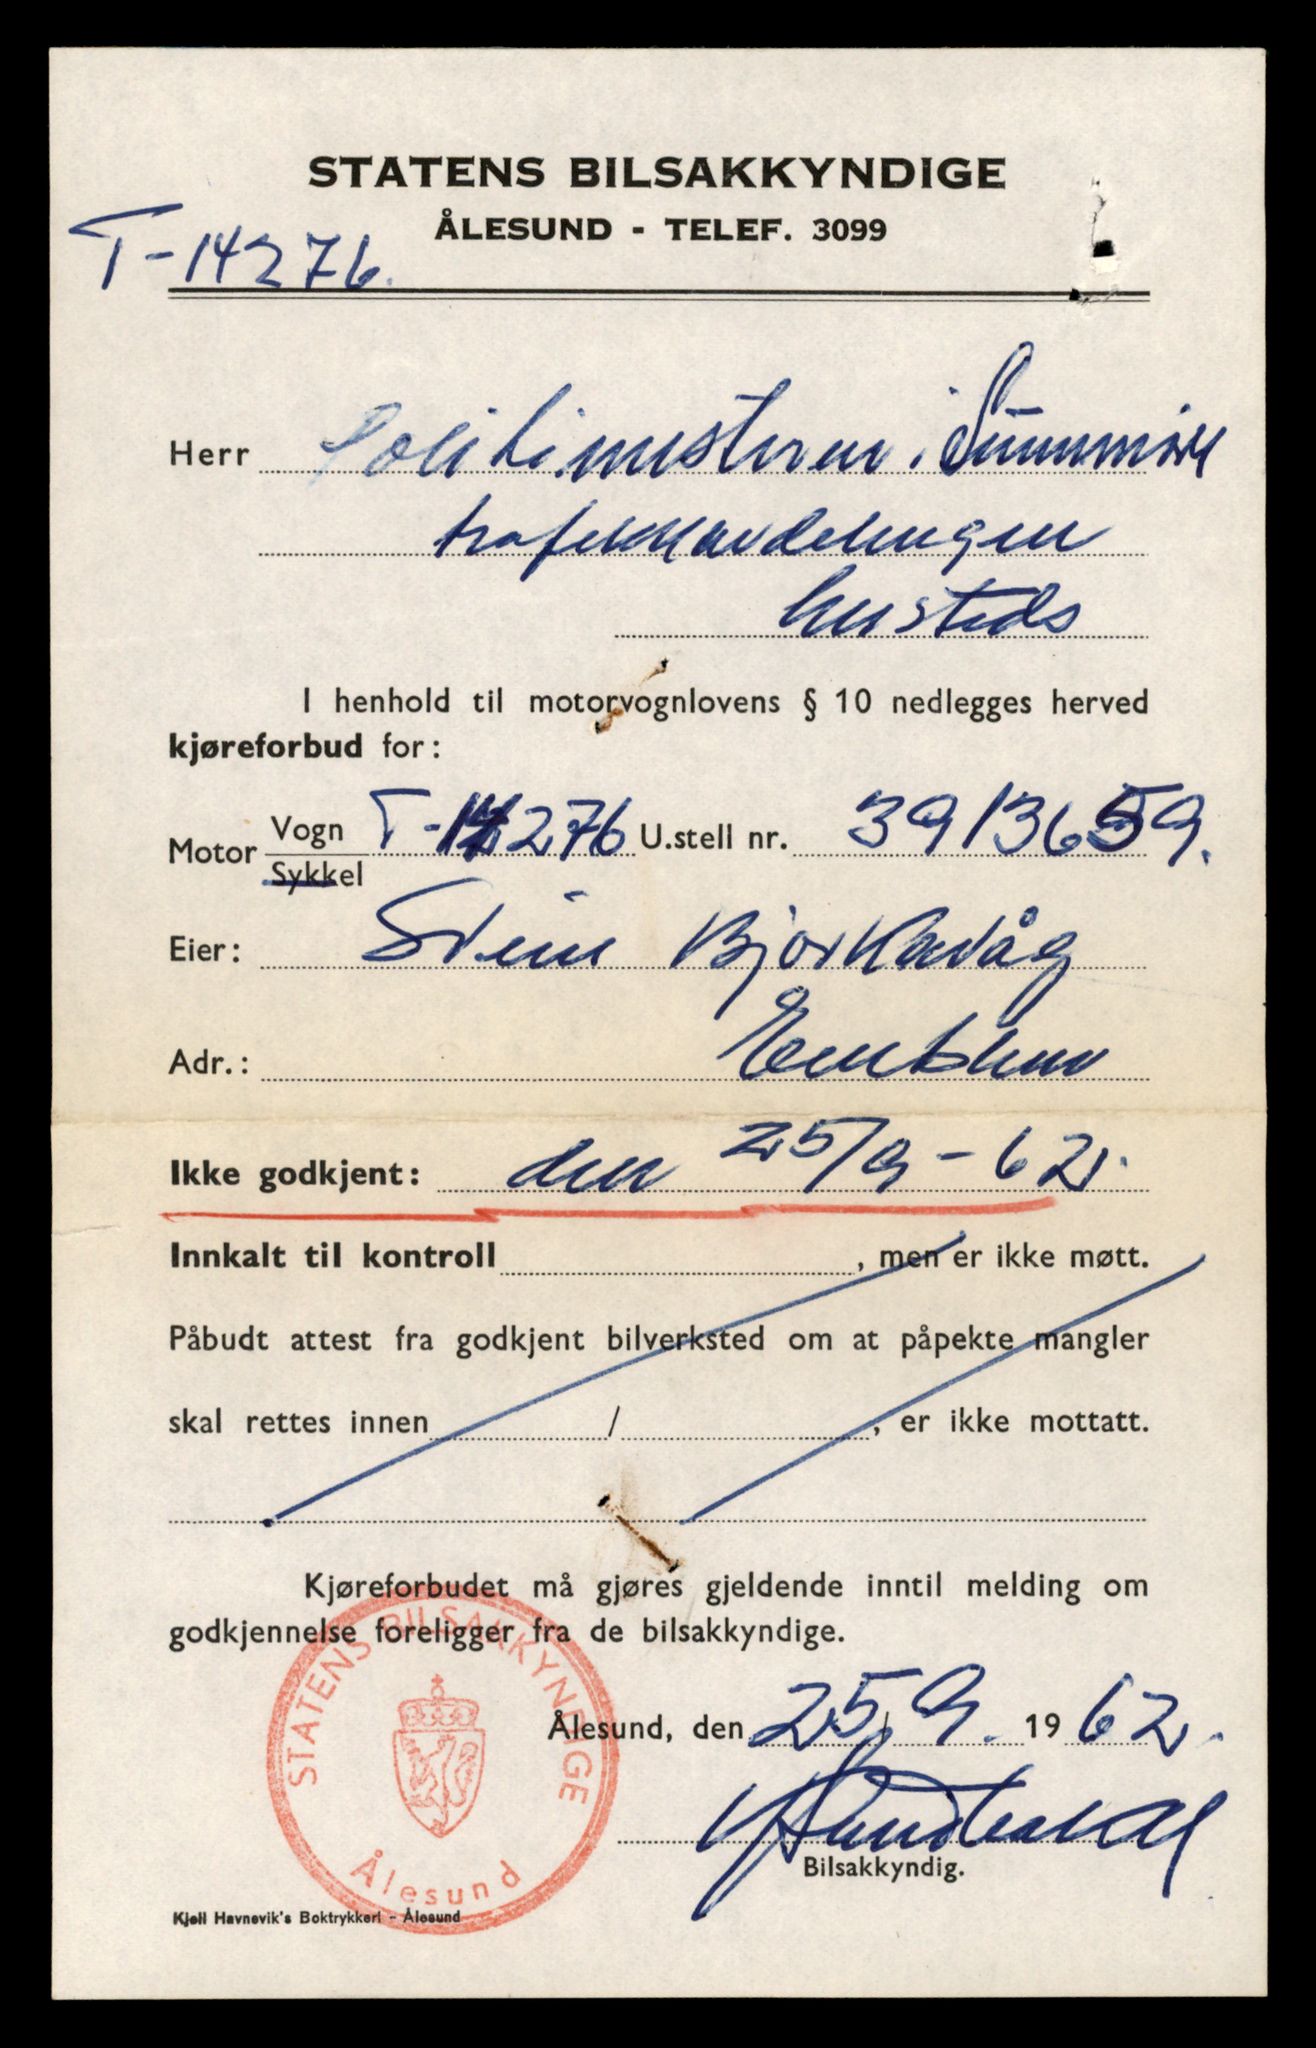 STATENS BILSAKKYNDIGE
ÅLESUND - TELEF. 3099
T-14276.
Herr Politimesteren i Sunnmøre
trafikkavdelingen
hersteds
I henhold til motorvognlovens § 10 nedlegges herved
kjøreforbud for:
Motor Vogn T-14276 U.stell nr. 3913659.
Sykkel
Eier: Stein Bjørkavåg
Adr.: Emblem
Ikke godkjent: den 25/9-62.
Innkalt til kontroll , men er ikke møtt.
Påbudt attest fra godkjent bilverksted om at påpekte mangler
skal rettes innen / , er ikke mottatt.
Kjøreforbudet må gjøres gjeldende inntil melding om
godkjennelse foreligger fra de bilsakkyndige.
Ålesund, den 25/9. 1962.
Bilsakkyndig.
STATENS BILSAKKYNDIGE
Ålesund
Kjell Havnevik's Boktrykkeri - Ålesund